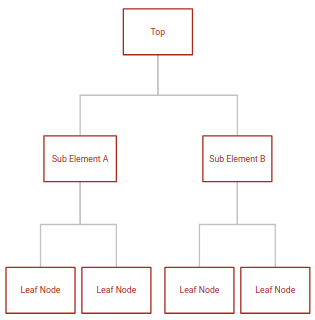 Top
Sub Element A
Sub Element B
Leaf Node
Leaf Node
Leaf Node
Leaf Node